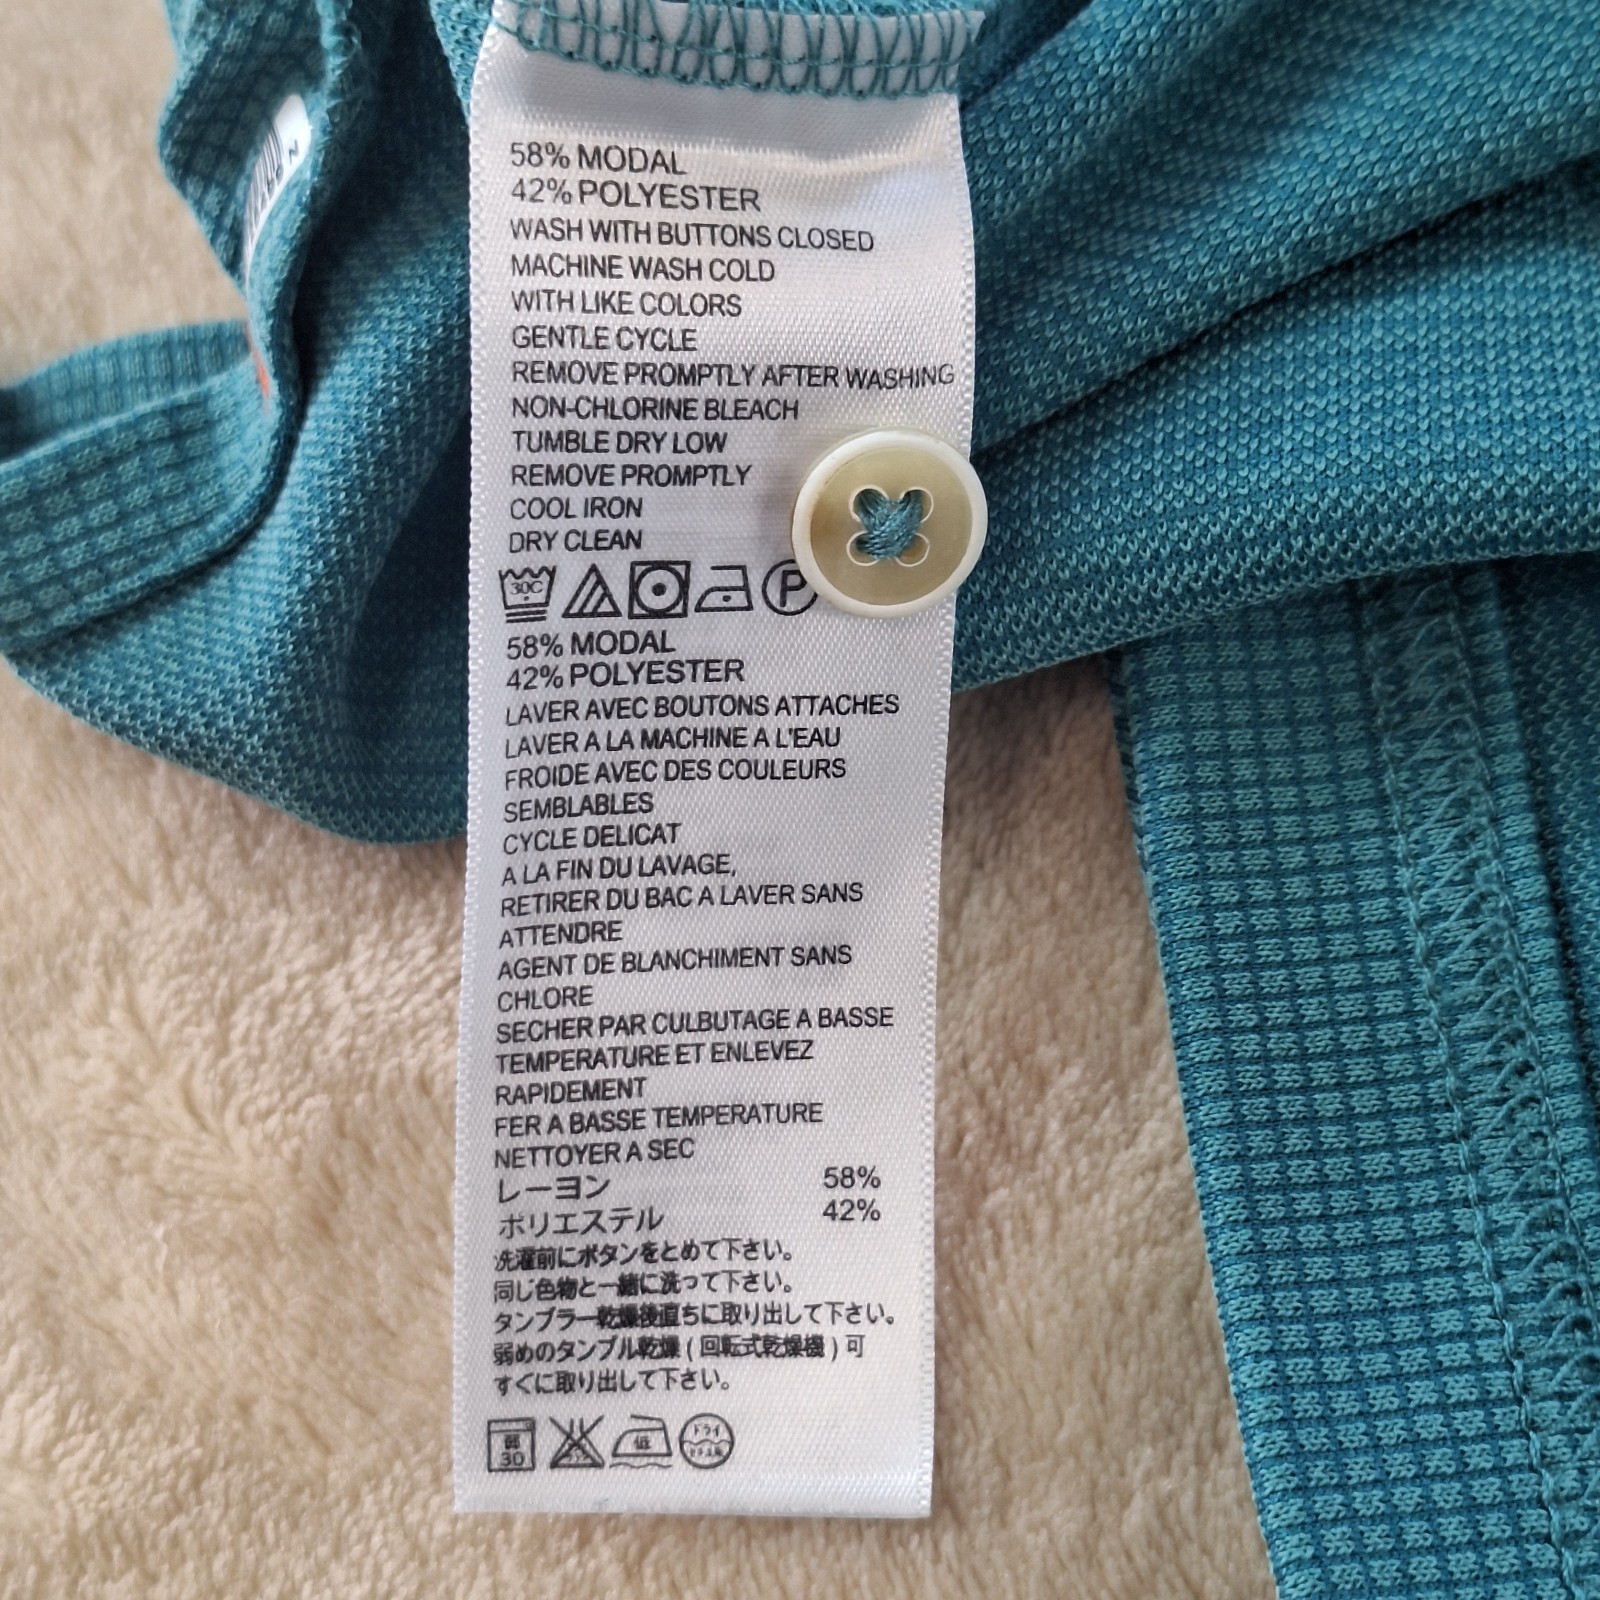 58% MODAL
42% POLYESTER
WASH WITH BUTTONS CLOSED
MACHINE WASH COLD
WITH LIKE COLORS
GENTLE CYCLE
REMOVE PROMPTLY AFTER WASHING
NON-CHLORINE BLEACH
TUMBLE DRY LOW
REMOVE PROMPTLY
COOL IRON
DRY CLEAN
30C P
58% MODAL
42% POLYESTER
LAVER AVEC BOUTONS ATTACHES
LAVER A LA MACHINE A L'EAU
FROIDE AVEC DES COULEURS
SEMBLABLES
CYCLE DELICAT
A LA FIN DU LAVAGE,
RETIRER DU BAC A LAVER SANS
ATTENDRE
AGENT DE BLANCHIMENT SANS
CHLORE
SECHER PAR CULBUTAGE A BASSE
TEMPERATURE ET ENLEVEZ
RAPIDEMENT
FER A BASSE TEMPERATURE
NETTOYER A SEC
レーヨン 58%
ポリエステル 42%
洗濯前にボタンをとめて下さい。
同じ色物と一緒に洗って下さい。
タンブラー乾燥後直ちに取り出して下さい。
弱めのタンブル乾燥(回転式乾燥機)可
すぐに取り出して下さい。
弱 低 ドライ
30